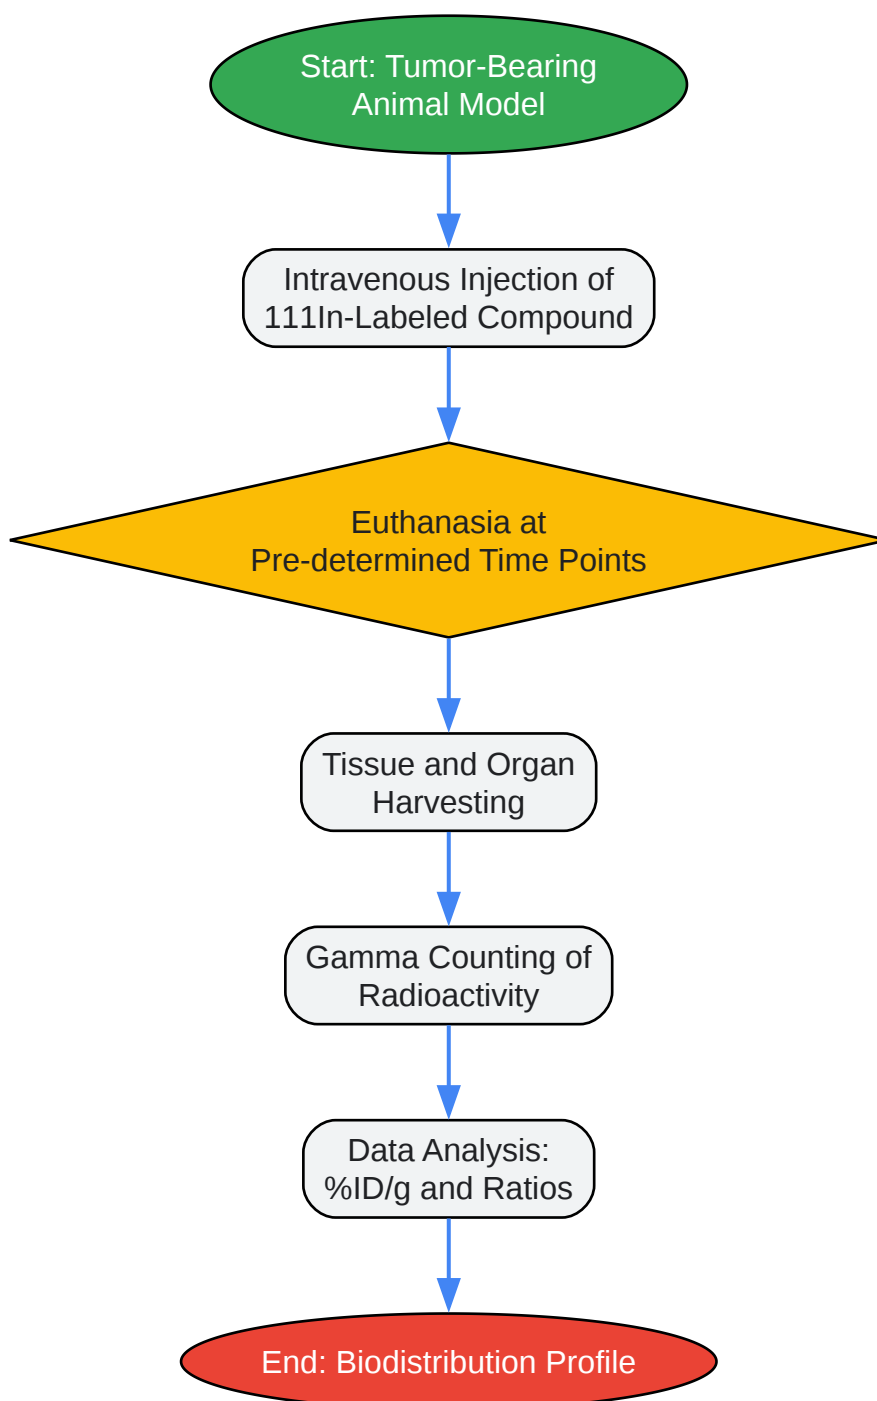 Start: Tumor-Bearing
Animal Model
Intravenous Injection of
111In-Labeled Compound
Euthanasia at
Pre-determined Time Points
Tissue and Organ
Harvesting
Gamma Counting of
Radioactivity
Data Analysis:
%ID/g and Ratios
End: Biodistribution Profile